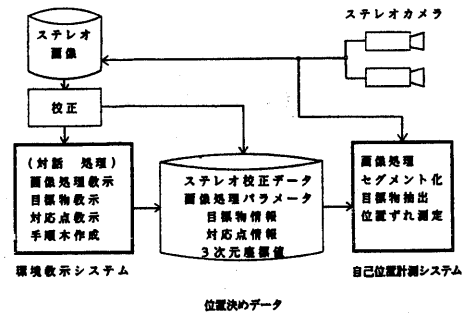 ステレオカメラ
ステレオ
画像
校正
(対話 処理)
画像処理教示
目標物教示
対応点教示
手順木作成
環境教示システム
ステレオ校正データ
画像処理パラメータ
目標物情報
対応点情報
3次元座標値
画像処理
セグメント化
目標物抽出
位置ずれ測定
自己位置計測システム
位置決めデータ